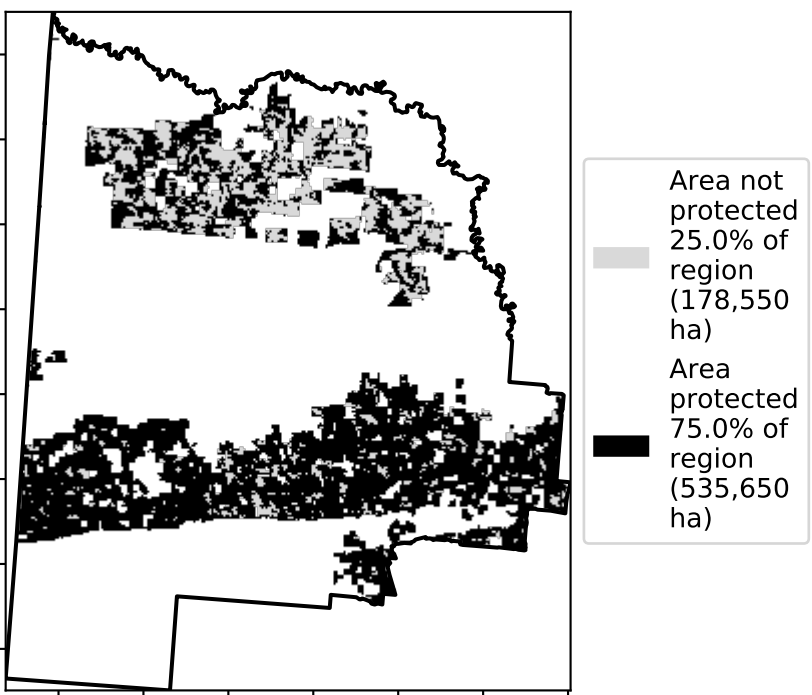 Area not
protected
25.0% of
region
(178,550
ha)
Area
protected
75.0% of
region
(535,650
ha)